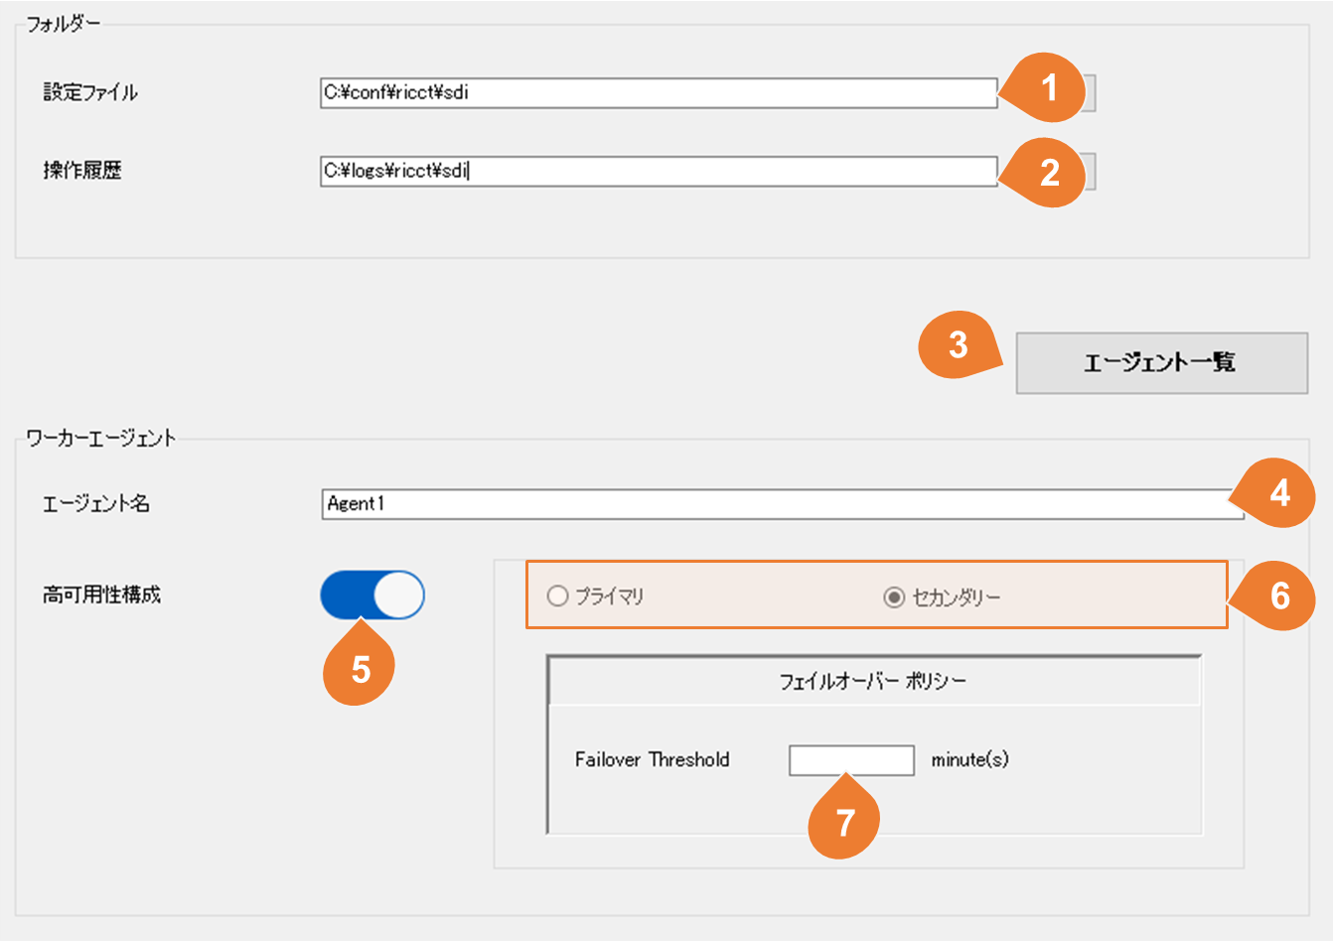 フォルダー
設定ファイル
C:¥conf¥ricct¥sdi
1
操作履歴
C:¥logs¥ricct¥sdi
2
3
エージェント一覧
ワーカーエージェント
エージェント名
Agent1
4
高可用性構成
プライマリ
セカンダリー
6
5
フェイルオーバー ポリシー
Failover Threshold
minute(s)
7